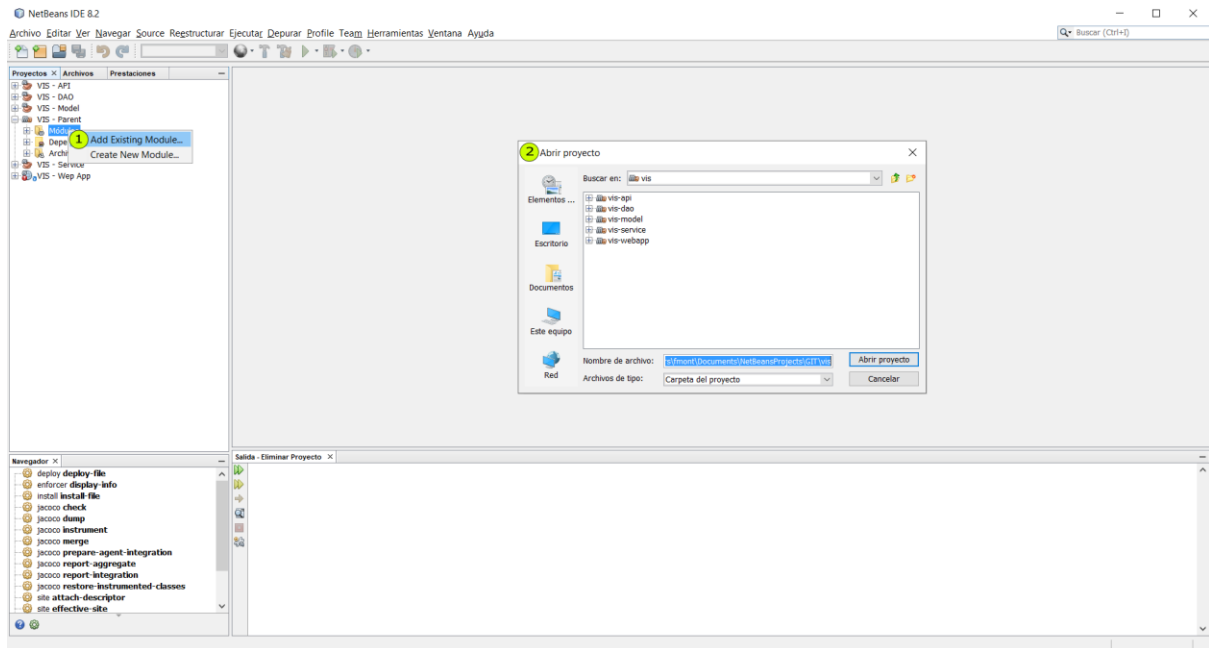 NetBeans IDE 8.2
Archivo Editar Ver Navegar Source Reestructurar Ejecutar Depurar Profile Team Herramientas Ventana Ayuda
Buscar (Ctrl+I)
Proyectos Archivos Prestaciones
VIS - API
VIS - DAO
VIS - Model
VIS - Parent
Módulo
1 Add Existing Module...
Depe
Create New Module...
Archi
VIS - Service
VIS - Wep App
2 Abrir proyecto
Buscar en: vis
Elementos ...
Escritorio
Documentos
Este equipo
Red
vis-api
vis-dao
vis-model
vis-service
vis-webapp
Nombre de archivo: s\fmont\Documents\NetBeansProjects\GIT\vis Abrir proyecto
Archivos de tipo: Carpeta del proyecto Cancelar
Navegador
deploy deploy-file
enforcer display-info
install install-file
jacoco check
jacoco dump
jacoco instrument
jacoco merge
jacoco prepare-agent-integration
jacoco report-aggregate
jacoco report-integration
jacoco restore-instrumented-classes
site attach-descriptor
site effective-site
Salida - Eliminar Proyecto